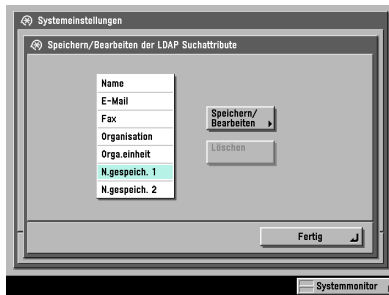 Systemeinstellungen
Speichern/Bearbeiten der LDAP Suchattribute
Name
E-Mail
Fax
Organisation
Orga.einheit
N.gespeich. 1
N.gespeich. 2
Speichern/
Bearbeiten
Löschen
Fertig
Systemmonitor